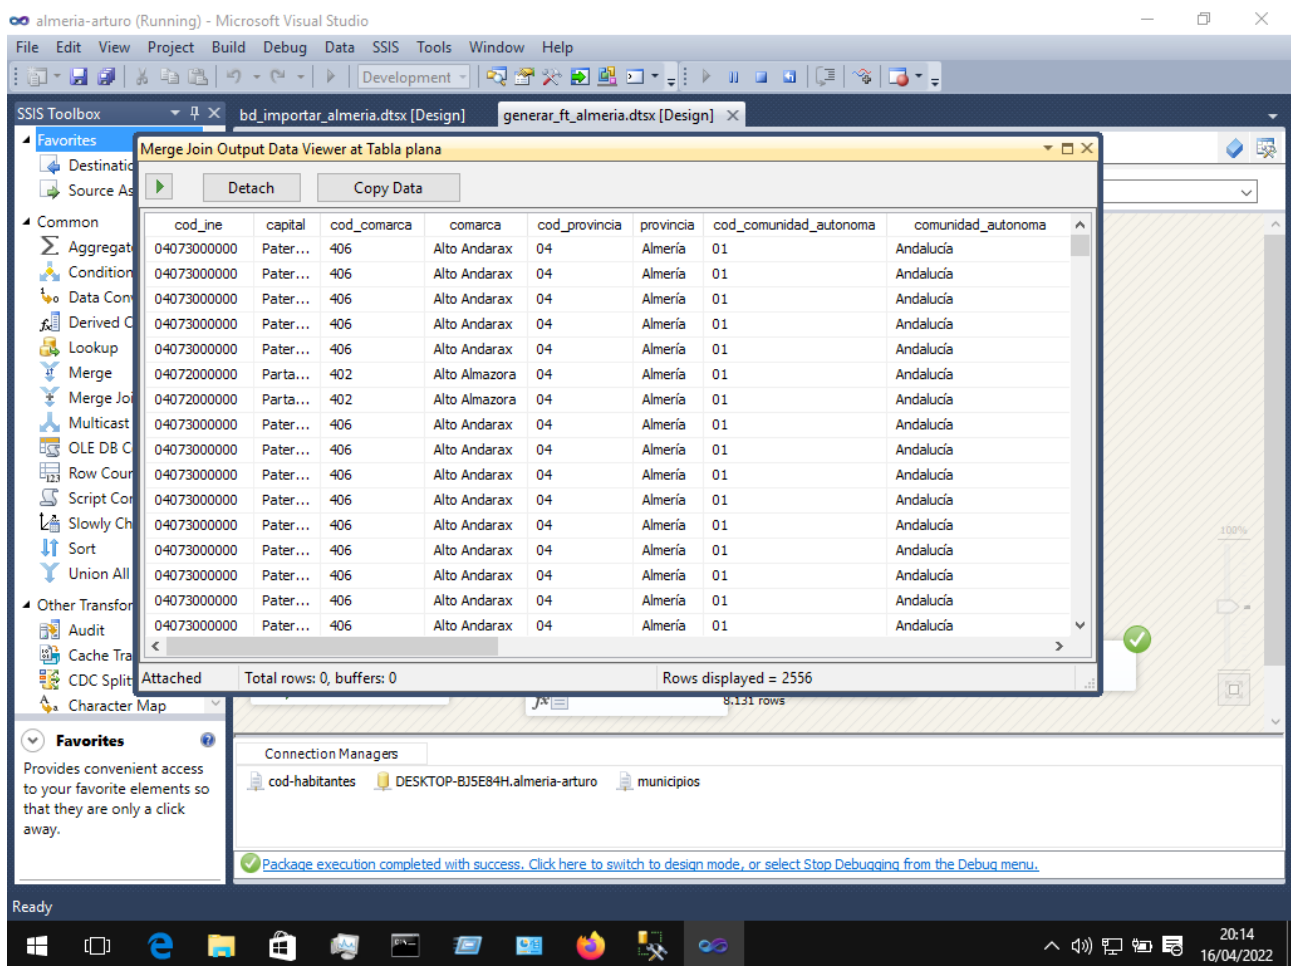 almeria-arturo (Running) - Microsoft Visual Studio
File Edit View Project Build Debug Data SSIS Tools Window Help
Development
SSIS Toolbox
bd_importar_almeria.dtsx [Design] generar_ft_almeria.dtsx [Design]
Favorites
Destinatio
Source As
Common
Aggregat
Condition
Data Con
Derived C
Lookup
Merge
Merge Joi
Multicast
OLE DB C
Row Cour
Script Cor
Slowly Ch
Sort
Union All
Other Transfor
Audit
Cache Tra
CDC Split
Character Map
Merge Join Output Data Viewer at Tabla plana
Detach Copy Data
cod_ine capital cod_comarca comarca cod_provincia provincia cod_comunidad_autonoma comunidad_autonoma
04073000000 Pater... 406 Alto Andarax 04 Almería 01 Andalucía
04073000000 Pater... 406 Alto Andarax 04 Almería 01 Andalucía
04073000000 Pater... 406 Alto Andarax 04 Almería 01 Andalucía
04073000000 Pater... 406 Alto Andarax 04 Almería 01 Andalucía
04073000000 Pater... 406 Alto Andarax 04 Almería 01 Andalucía
04072000000 Parta... 402 Alto Almazora 04 Almería 01 Andalucía
04072000000 Parta... 402 Alto Almazora 04 Almería 01 Andalucía
04073000000 Pater... 406 Alto Andarax 04 Almería 01 Andalucía
04073000000 Pater... 406 Alto Andarax 04 Almería 01 Andalucía
04073000000 Pater... 406 Alto Andarax 04 Almería 01 Andalucía
04073000000 Pater... 406 Alto Andarax 04 Almería 01 Andalucía
04073000000 Pater... 406 Alto Andarax 04 Almería 01 Andalucía
04073000000 Pater... 406 Alto Andarax 04 Almería 01 Andalucía
04073000000 Pater... 406 Alto Andarax 04 Almería 01 Andalucía
04073000000 Pater... 406 Alto Andarax 04 Almería 01 Andalucía
04073000000 Pater... 406 Alto Andarax 04 Almería 01 Andalucía
Attached Total rows: 0, buffers: 0 Rows displayed = 2556
100%
8.131 rows
Favorites
Provides convenient access
to your favorite elements so
that they are only a click
away.
Connection Managers
cod-habitantes DESKTOP-BJ5E84H.almeria-arturo municipios
Package execution completed with success. Click here to switch to design mode, or select Stop Debugging from the Debug menu.
Ready
20:14
16/04/2022